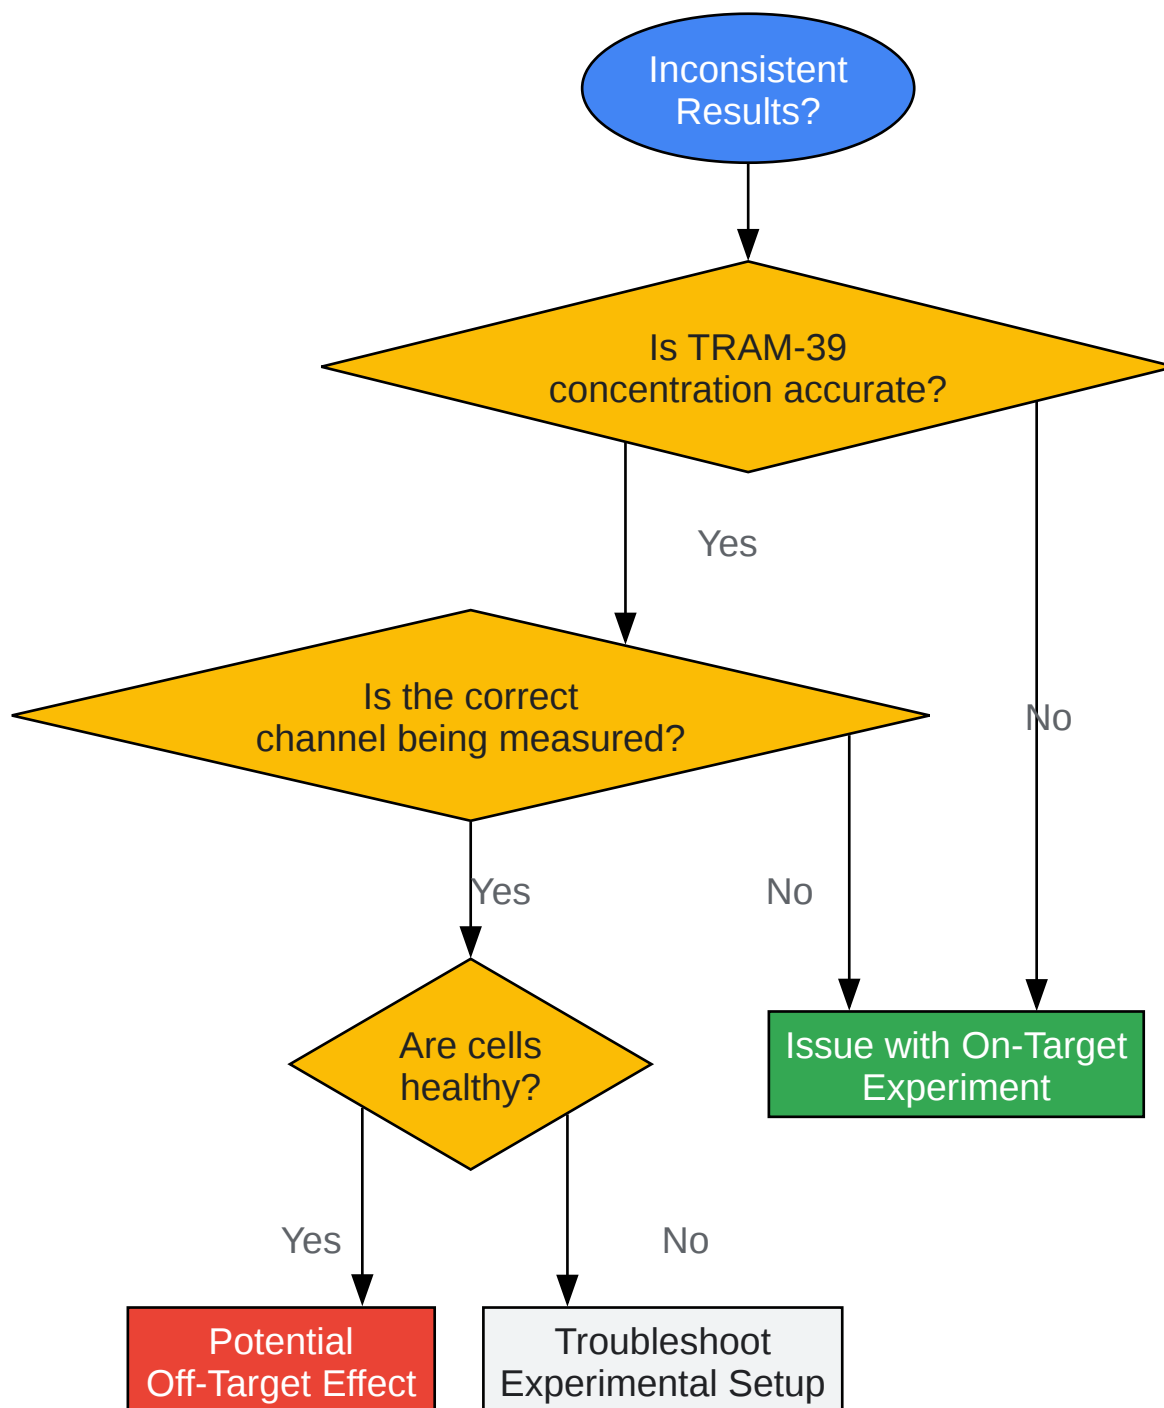 Inconsistent
Results?
Is TRAM-39
concentration accurate?
Yes
Is the correct
channel being measured?
No
Yes
No
Are cells
healthy?
Issue with On-Target
Experiment
Yes
No
Potential
Off-Target Effect
Troubleshoot
Experimental Setup